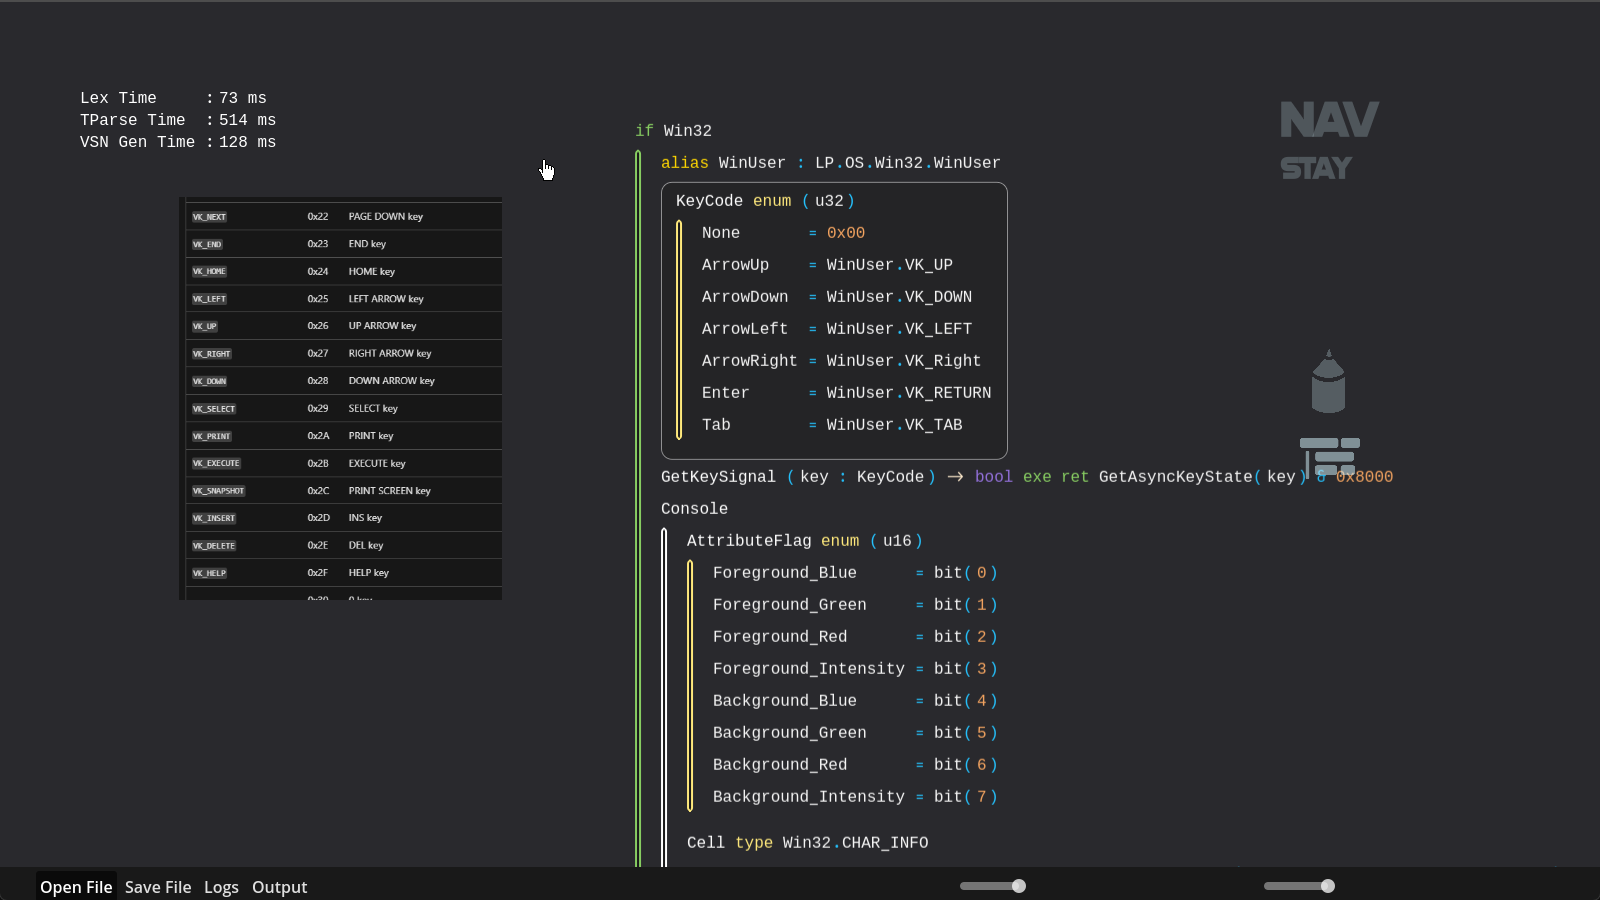 Lex Time : 73 ms
TParse Time : 514 ms
VSN Gen Time : 128 ms
VK_NEXT 0x22 PAGE DOWN key
VK_END 0x23 END key
VK_HOME 0x24 HOME key
VK_LEFT 0x25 LEFT ARROW key
VK_UP 0x26 UP ARROW key
VK_RIGHT 0x27 RIGHT ARROW key
VK_DOWN 0x28 DOWN ARROW key
VK_SELECT 0x29 SELECT key
VK_PRINT 0x2A PRINT key
VK_EXECUTE 0x2B EXECUTE key
VK_SNAPSHOT 0x2C PRINT SCREEN key
VK_INSERT 0x2D INS key
VK_DELETE 0x2E DEL key
VK_HELP 0x2F HELP key
if Win32
alias WinUser : LP.OS.Win32.WinUser
KeyCode enum (u32)
None = 0x00
ArrowUp = WinUser.VK_UP
ArrowDown = WinUser.VK_DOWN
ArrowLeft = WinUser.VK_LEFT
ArrowRight = WinUser.VK_Right
Enter = WinUser.VK_RETURN
Tab = WinUser.VK_TAB
GetKeySignal (key : KeyCode) → bool exe ret GetAsyncKeyState(key) & 0x8000
Console
AttributeFlag enum (u16)
Foreground_Blue = bit(0)
Foreground_Green = bit(1)
Foreground_Red = bit(2)
Foreground_Intensity = bit(3)
Background_Blue = bit(4)
Background_Green = bit(5)
Background_Red = bit(6)
Background_Intensity = bit(7)
Cell type Win32.CHAR_INFO
NAV
STAY
Open File Save File Logs Output